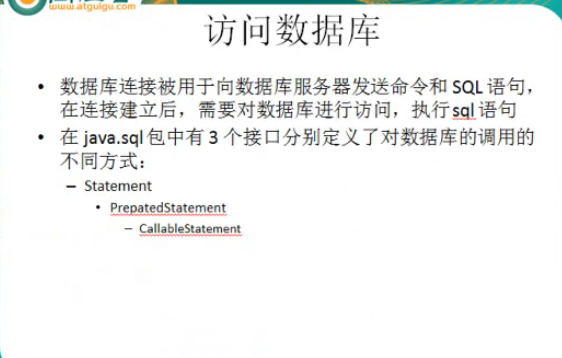 www.atguigu.com
访问数据库
• 数据库连接被用于向数据库服务器发送命令和 SQL 语句，
在连接建立后，需要对数据库进行访问，执行 sql 语句
• 在 java.sql 包中有 3 个接口分别定义了对数据库的调用的
不同方式：
– Statement
• PrepatedStatement
– CallableStatement